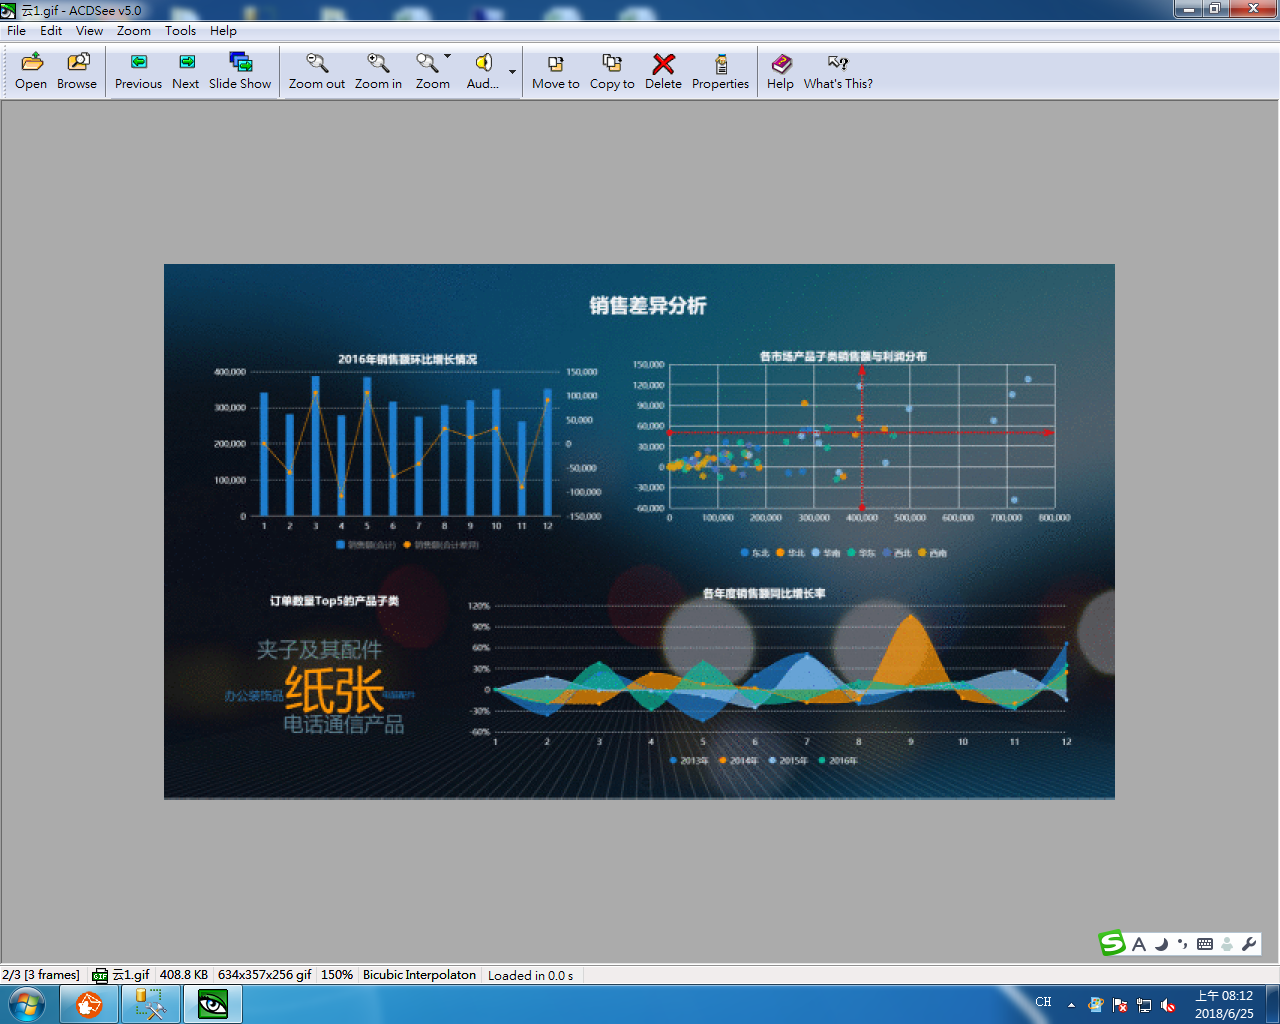 云1.gif - ACDSee v5.0
File Edit View Zoom Tools Help
Open Browse Previous Next Slide Show Zoom out Zoom in Zoom Aud... Move to Copy to Delete Properties Help What's This?
销售差异分析
2016年销售额环比增长情况
400,000
300,000
200,000
100,000
0
150,000
100,000
50,000
0
-50,000
-100,000
-150,000
1 2 3 4 5 6 7 8 9 10 11 12
销售额(合计) 销售额(合计差异)
各市场产品子类销售额与利润分布
150,000
120,000
90,000
60,000
30,000
0
-30,000
-60,000
0 100,000 200,000 300,000 400,000 500,000 600,000 700,000 800,000
东北 华北 华南 华东 西北 西南
订单数量Top5的产品子类
夹子及其配件
办公装饰品 纸张 电脑配件
电话通信产品
各年度销售额同比增长率
120%
90%
60%
30%
0
-30%
-60%
1 2 3 4 5 6 7 8 9 10 11 12
2013年 2014年 2015年 2016年
2/3 [3 frames] 云1.gif 408.8 KB 634x357x256 gif 150% Bicubic Interpolaton Loaded in 0.0 s
CH
上午 08:12
2018/6/25